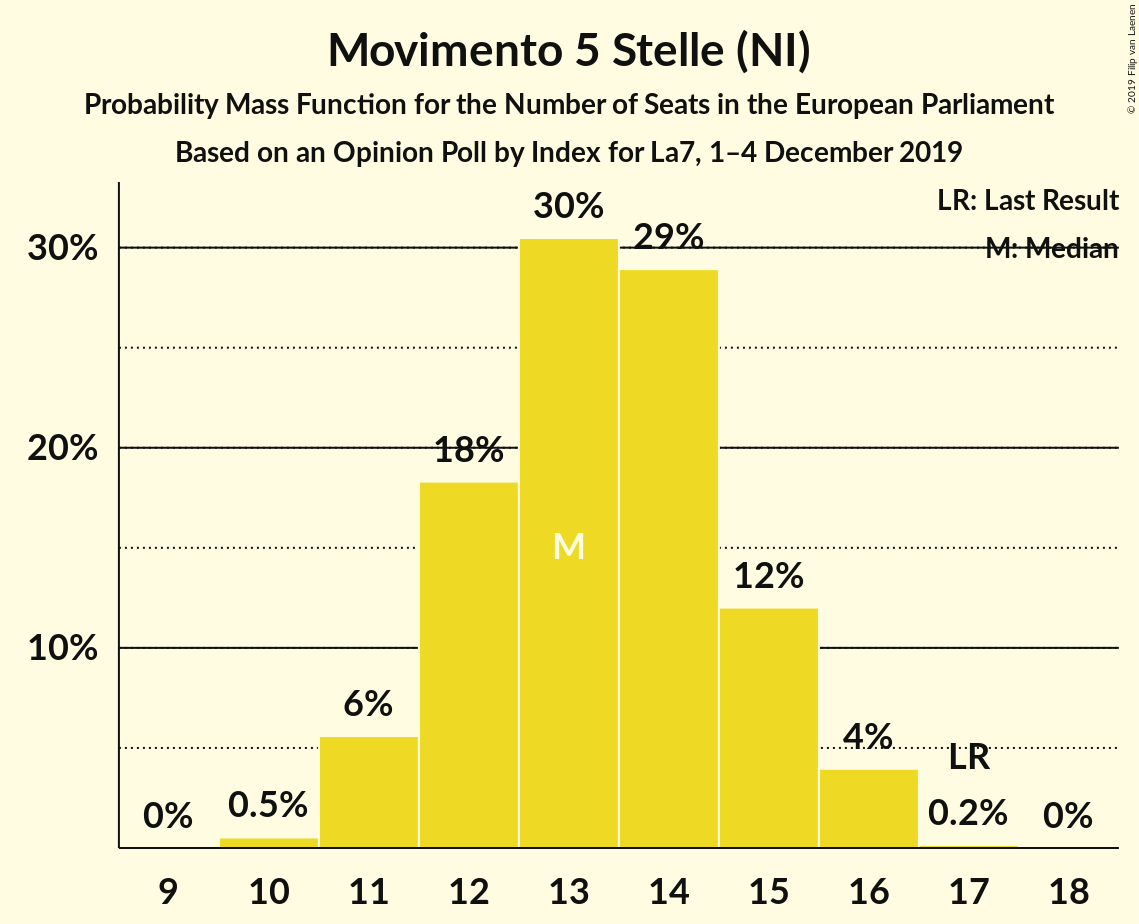 Movimento 5 Stelle (NI)
Probability Mass Function for the Number of Seats in the European Parliament
Based on an Opinion Poll by Index for La7, 1–4 December 2019
© 2019 Filip van Laenen
LR: Last Result
M: Median
30%
20%
10%
0%
0.5%
6%
18%
30%
M
29%
12%
4%
LR
0.2%
0%
9 10 11 12 13 14 15 16 17 18